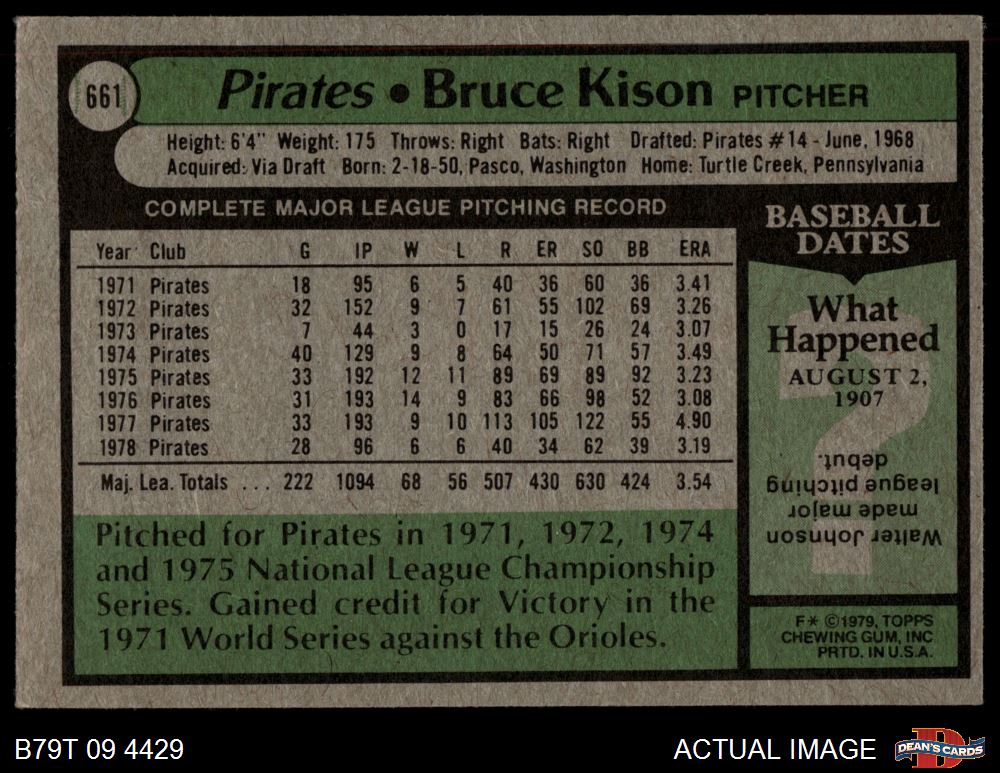 661
Pirates • Bruce Kison PITCHER
Height: 6'4" Weight: 175 Throws: Right Bats: Right Drafted: Pirates #14 - June, 1968
Acquired: Via Draft Born: 2-18-50, Pasco, Washington Home: Turtle Creek, Pennsylvania
COMPLETE MAJOR LEAGUE PITCHING RECORD
Year Club G IP W L R ER SO BB ERA
1971 Pirates 18 95 6 5 40 36 60 36 3.41
1972 Pirates 32 152 9 7 61 55 102 69 3.26
1973 Pirates 7 44 3 0 17 15 26 24 3.07
1974 Pirates 40 129 9 8 64 50 71 57 3.49
1975 Pirates 33 192 12 11 89 69 89 92 3.23
1976 Pirates 31 193 14 9 83 66 98 52 3.08
1977 Pirates 33 193 9 10 113 105 122 55 4.90
1978 Pirates 28 96 6 6 40 34 62 39 3.19
Maj. Lea. Totals ... 222 1094 68 56 507 430 630 424 3.54
Pitched for Pirates in 1971, 1972, 1974
and 1975 National League Championship
Series. Gained credit for Victory in the
1971 World Series against the Orioles.
BASEBALL
DATES
What
Happened
AUGUST 2,
1907
?
Walter Johnson
made major
league pitching
debut.
F* ©1979, TOPPS
CHEWING GUM, INC
PRTD. IN U.S.A.
B79T 09 4429
ACTUAL IMAGE
D
DEAN'S CARDS